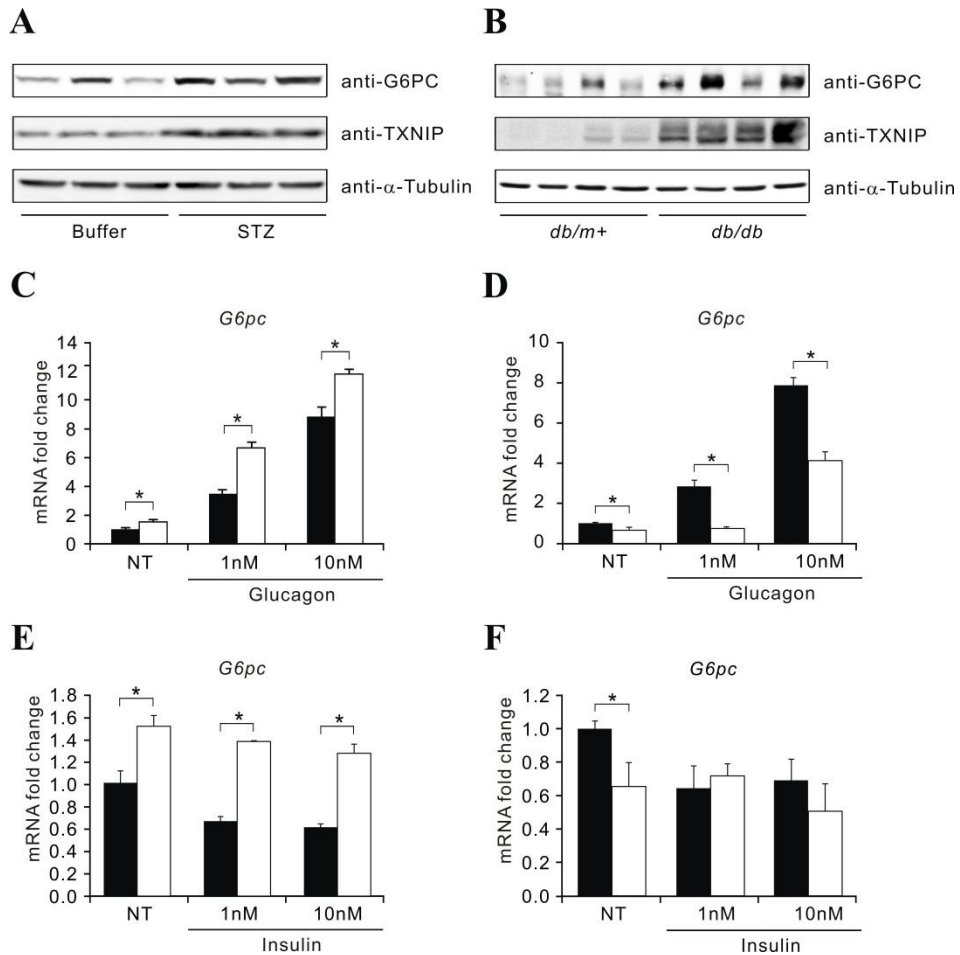 A
anti-G6PC
anti-TXNIP
anti-α-Tubulin
Buffer STZ
B
anti-G6PC
anti-TXNIP
anti-α-Tubulin
db/m+ db/db
C
G6pc
mRNA fold change
14
12
10
8
6
4
2
0
*
*
*
NT 1nM 10nM
Glucagon
D
G6pc
mRNA fold change
10
8
6
4
2
0
*
*
*
NT 1nM 10nM
Glucagon
E
G6pc
mRNA fold change
1.8
1.6
1.4
1.2
1.0
0.8
0.6
0.4
0.2
0.0
*
*
*
NT 1nM 10nM
Insulin
F
G6pc
mRNA fold change
1.2
1.0
0.8
0.6
0.4
0.2
0.0
*
NT 1nM 10nM
Insulin